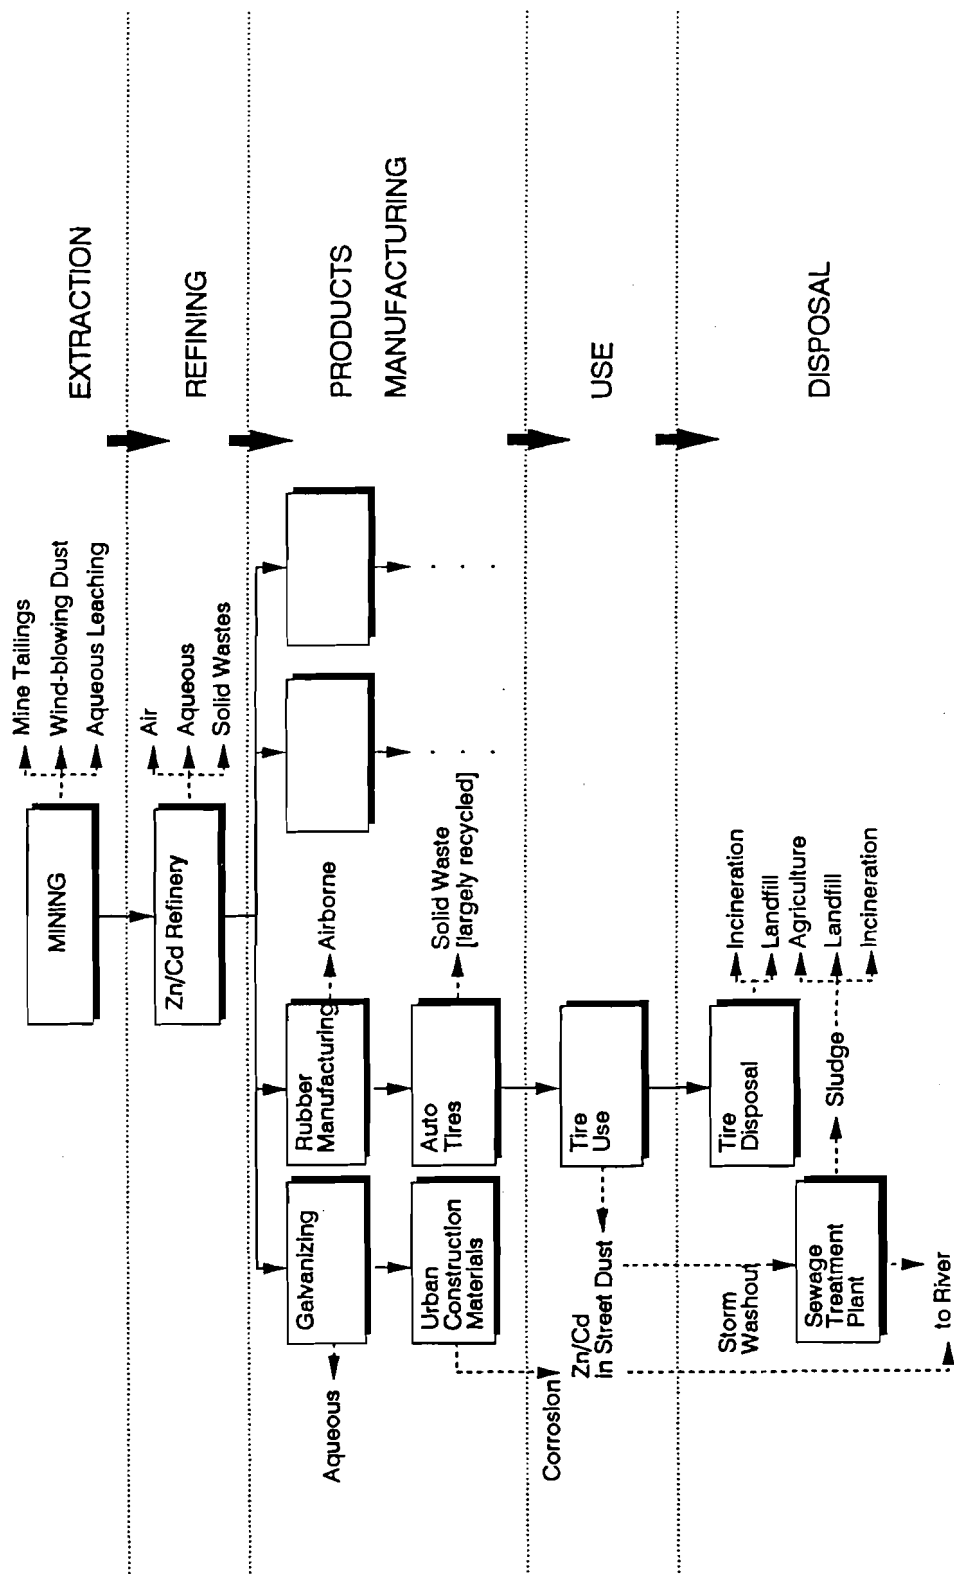 EXTRACTION
MINING
Mine Tailings
Wind-blowing Dust
Aqueous Leaching
REFINING
Zn/Cd Refinery
Air
Aqueous
Solid Wastes
PRODUCTS
MANUFACTURING
Galvanizing
Aqueous
Rubber
Manufacturing
Airborne
. . .
. . .
Urban
Construction
Materials
Auto
Tires
Solid Waste
[largely recycled]
USE
Corrosion
Zn/Cd
in Street Dust
Tire
Use
DISPOSAL
Storm
Washout
Tire
Disposal
Incineration
Landfill
Sewage
Treatment
Plant
Sludge
Agriculture
Landfill
Incineration
to River